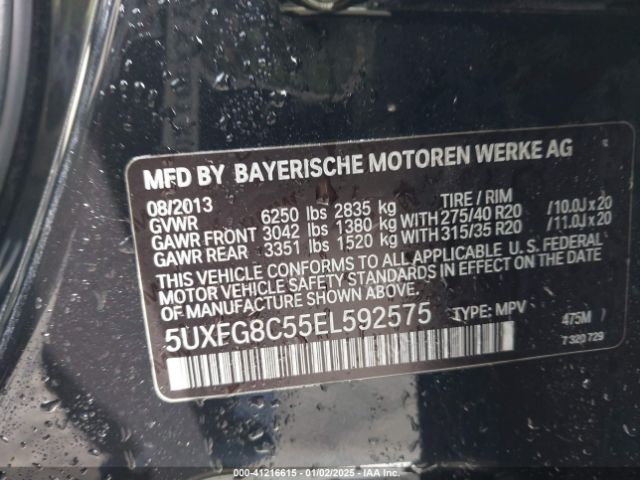 MFD BY BAYERISCHE MOTOREN WERKE AG
08/2013 TIRE / RIM
GVWR 6250 lbs 2835 kg
GAWR FRONT 3042 lbs 1380 kg WITH 275/40 R20 /10.0J x 20
GAWR REAR 3351 lbs 1520 kg WITH 315/35 R20 /11.0J x 20
THIS VEHICLE CONFORMS TO ALL APPLICABLE U.S. FEDERAL
MOTOR VEHICLE SAFETY STANDARDS IN EFFECT ON THE DATE
OF MANUFACTURE SHOWN ABOVE.
5UXFG8C55EL592575 TYPE: MPV 475M /
7 320 729
000-41216615 - 01/02/2025 - IAA Inc.